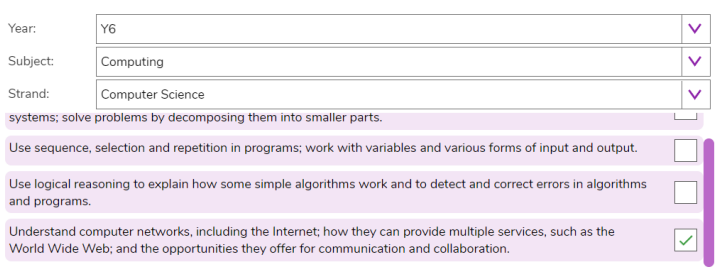 Year:
Y6
Subject:
Computing
Strand:
Computer Science
systems; solve problems by decomposing them into smaller parts.
Use sequence, selection and repetition in programs; work with variables and various forms of input and output.
Use logical reasoning to explain how some simple algorithms work and to detect and correct errors in algorithms
and programs.
Understand computer networks, including the Internet; how they can provide multiple services, such as the
World Wide Web; and the opportunities they offer for communication and collaboration.